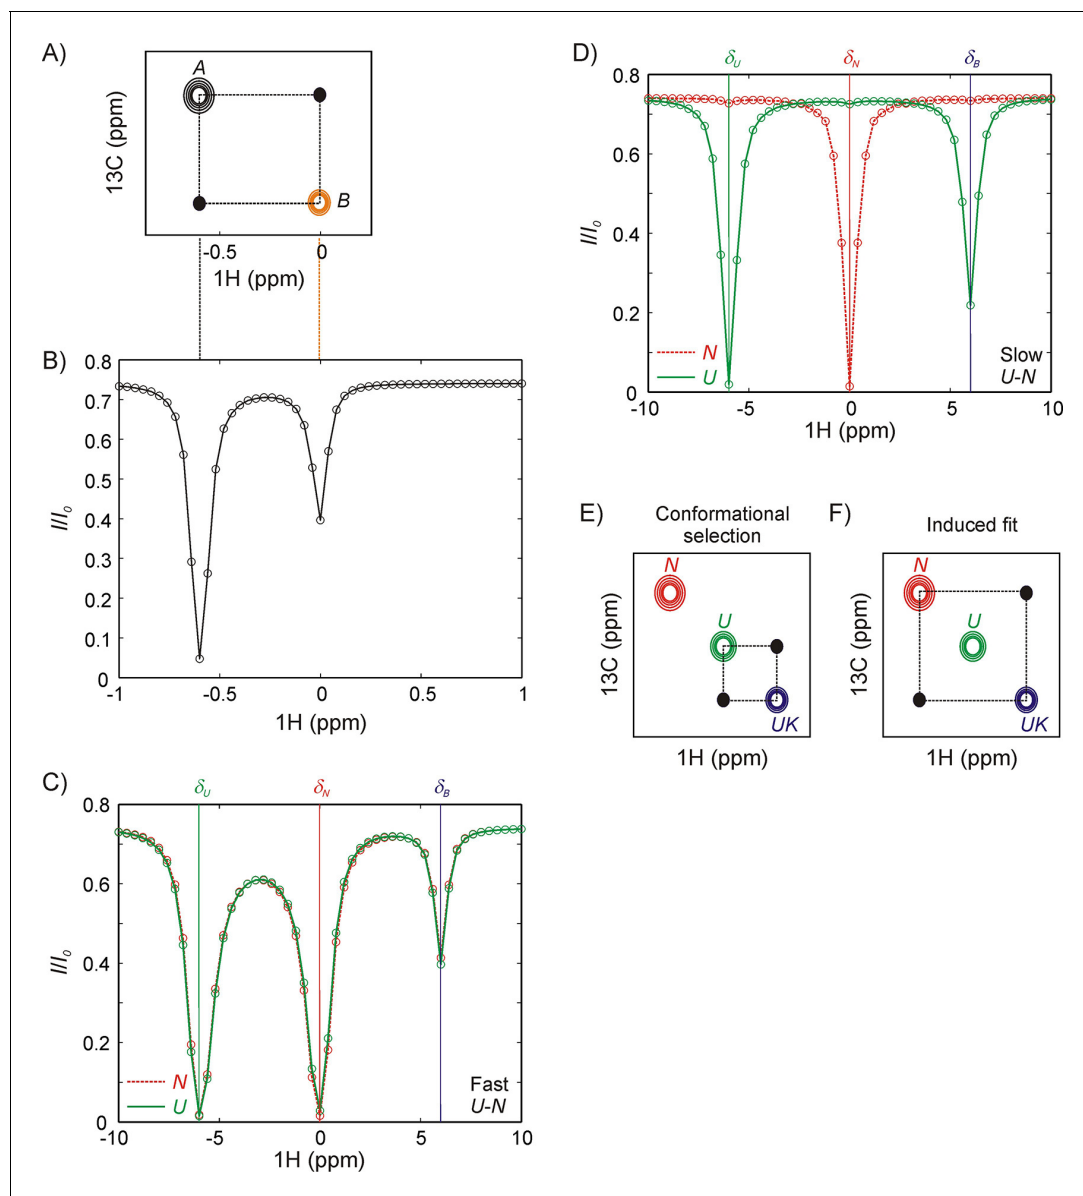 A)
A
B
13C (ppm)
-0.5
0
1H (ppm)
B)
0.8
0.7
0.6
0.5
0.4
0.3
0.2
0.1
0
I/I0
-1
-0.5
0
0.5
1
1H (ppm)
C)
δU
δN
δB
0.8
0.6
0.4
0.2
0
I/I0
N
U
Fast
U-N
-10
-5
0
5
10
1H (ppm)
D)
δU
δN
δB
0.8
0.6
0.4
0.2
0
I/I0
N
U
Slow
U-N
-10
-5
0
5
10
1H (ppm)
E)
Conformational
selection
N
U
UK
13C (ppm)
1H (ppm)
F)
Induced fit
N
U
UK
13C (ppm)
1H (ppm)